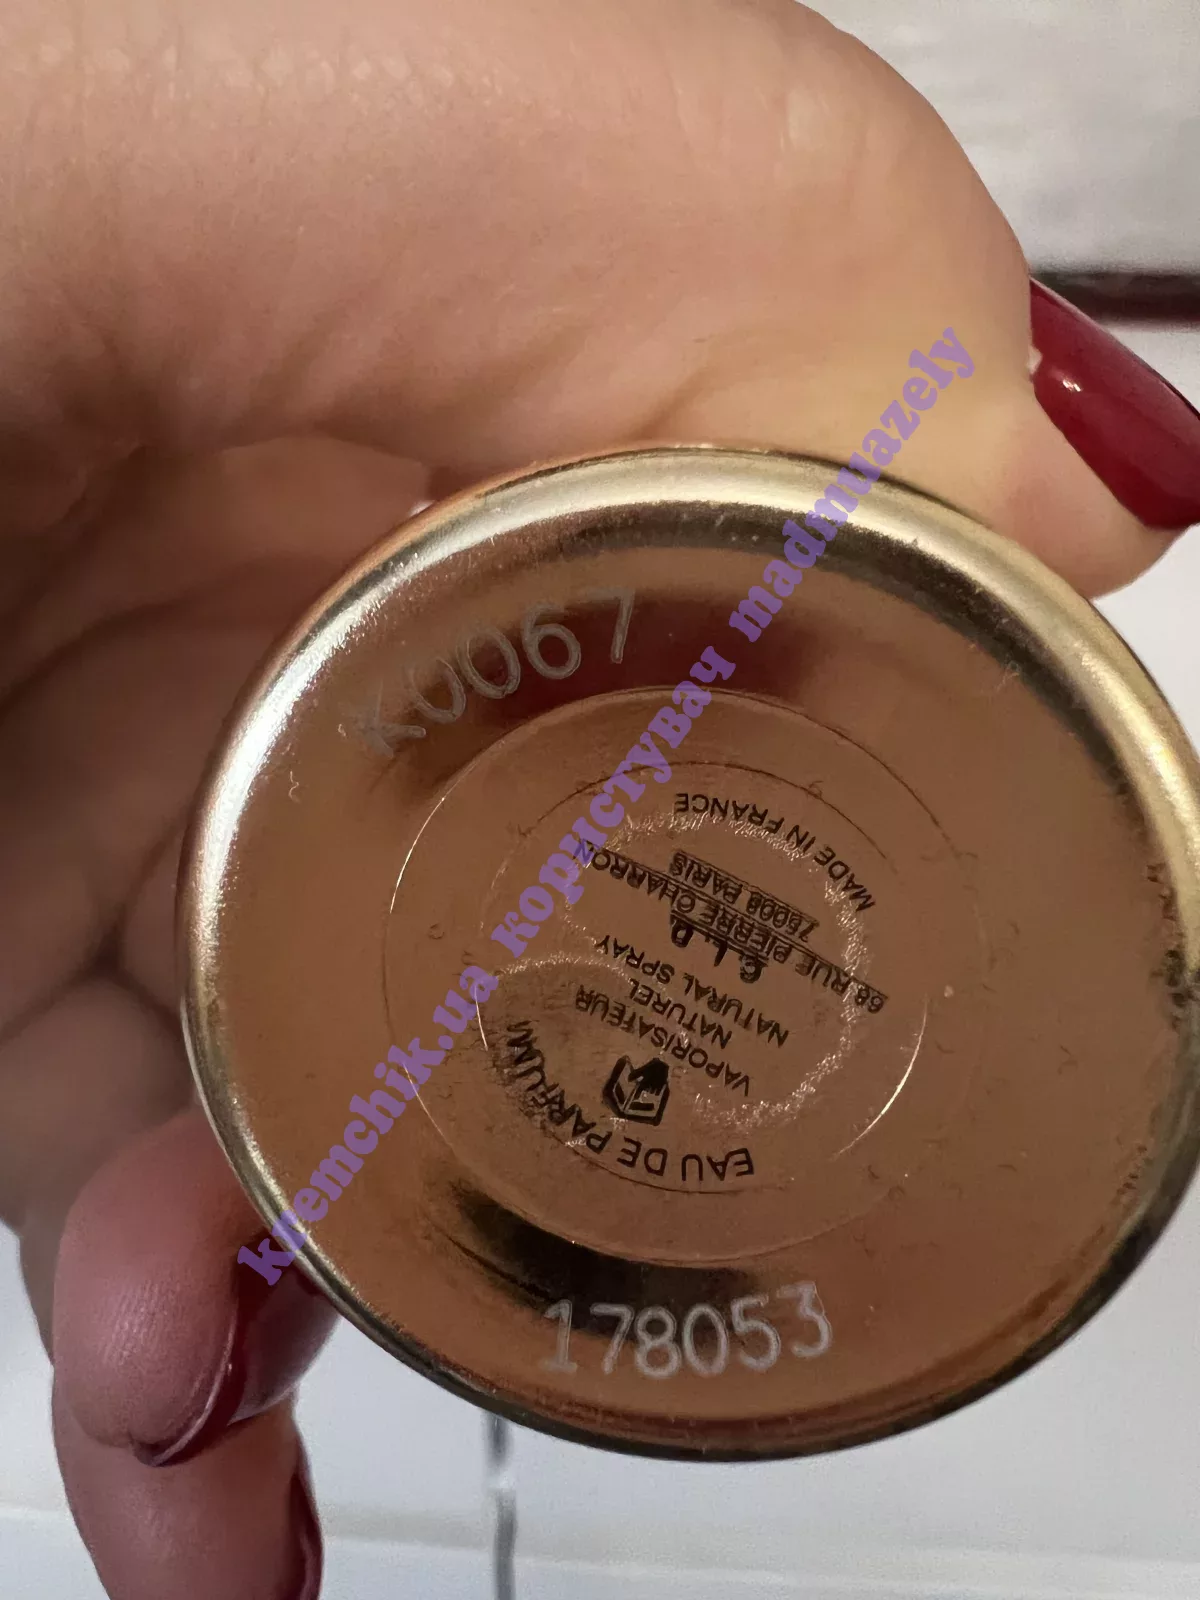 K0067
EAU DE PARFUM
VAPORISATEUR
NATUREL
NATURAL SPRAY
C.I.D.
66 RUE PIERRE CHARRON
75008 PARIS
MADE IN FRANCE
178053
kremchik.ua користувач madmuazely